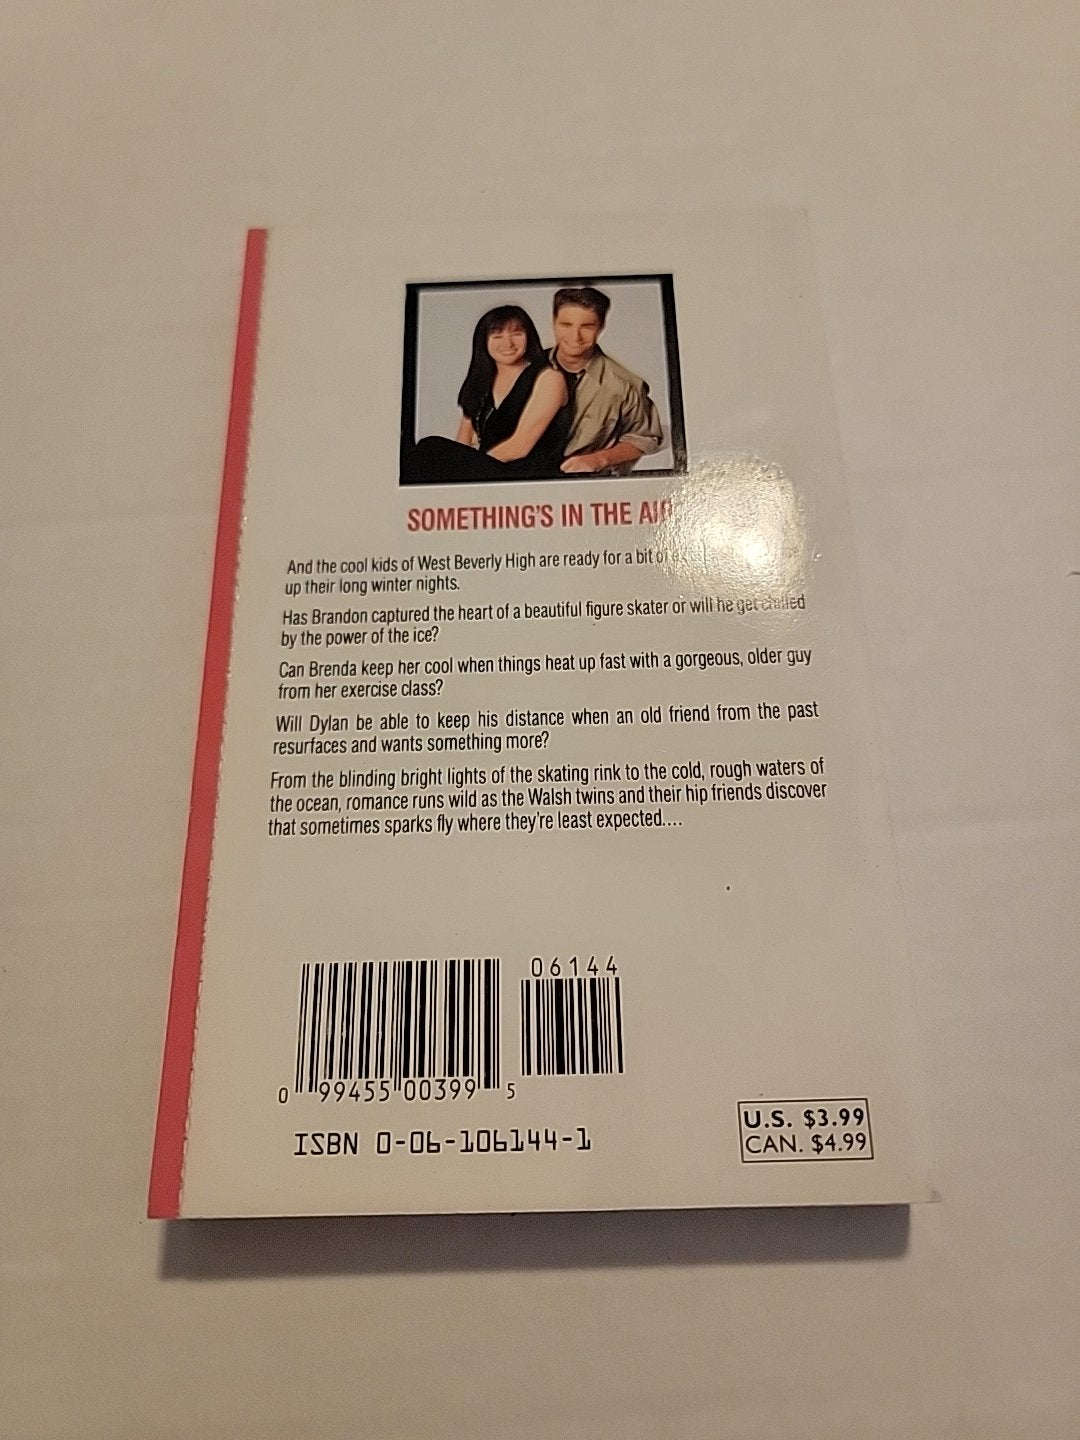 SOMETHING'S IN THE AIR
And the cool kids of West Beverly High are ready for a bit of
up their long winter nights.
Has Brandon captured the heart of a beautiful figure skater or will he get chilled
by the power of the ice?
Can Brenda keep her cool when things heat up fast with a gorgeous, older guy
from her exercise class?
Will Dylan be able to keep his distance when an old friend from the past
resurfaces and wants something more?
From the blinding bright lights of the skating rink to the cold, rough waters of
the ocean, romance runs wild as the Walsh twins and their hip friends discover
that sometimes sparks fly where they're least expected....
06144
0 99455 00399 5
ISBN 0-06-106144-1
U.S. $3.99
CAN. $4.99